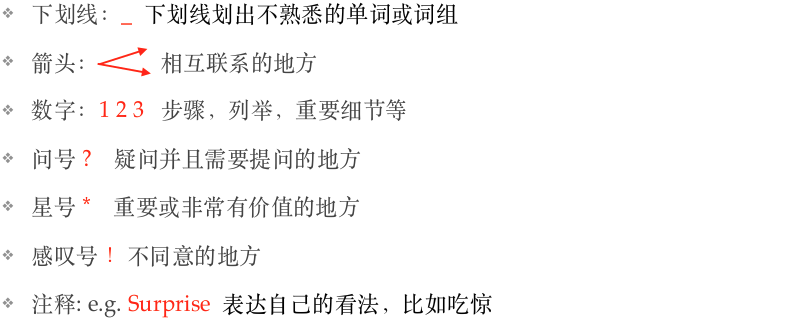 下划线：_ 下划线划出不熟悉的单词或词组
箭头： 相互联系的地方
数字：1 2 3 步骤，列举，重要细节等
问号 ? 疑问并且需要提问的地方
星号 * 重要或非常有价值的地方
感叹号 ! 不同意的地方
注释: e.g. Surprise 表达自己的看法，比如吃惊